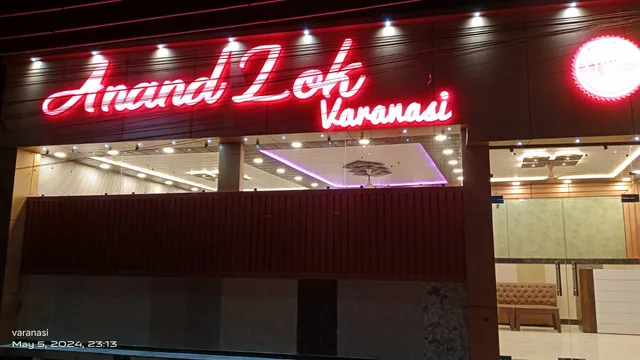 Anand Lok
Varanasi
varanasi
May 5, 2024, 23:13